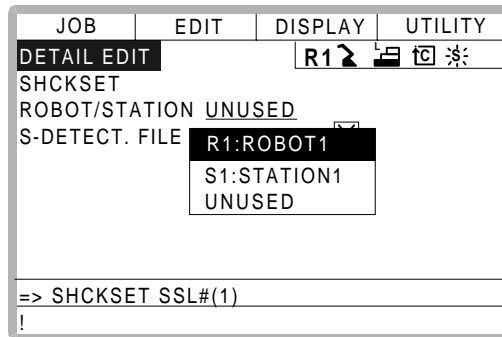 JOB EDIT DISPLAY UTILITY
DETAIL EDIT R1 C S
SHCKSET
ROBOT/STATION UNUSED
S-DETECT. FILE
R1:ROBOT1
S1:STATION1
UNUSED
=> SHCKSET SSL#(1)
!